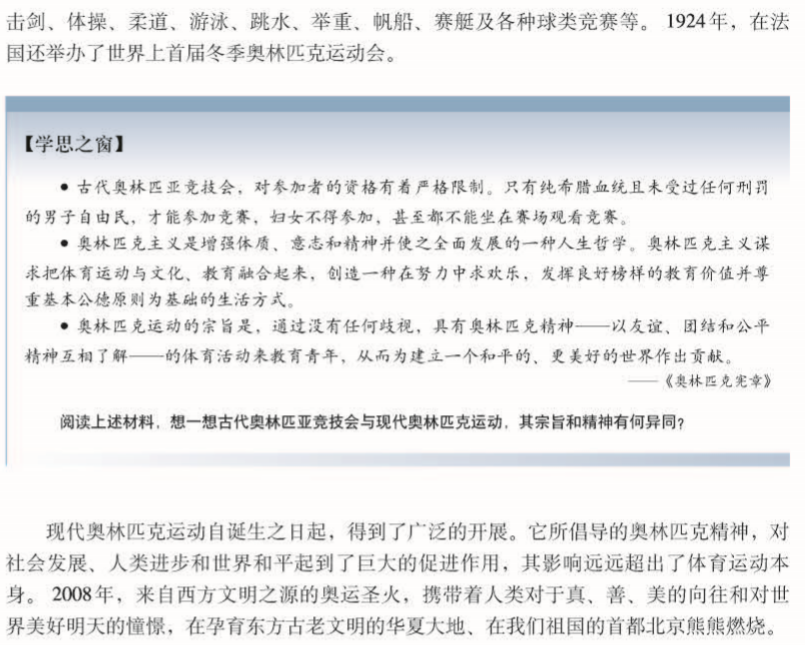 击剑、体操、柔道、游泳、跳水、举重、帆船、赛艇及各种球类竞赛等。 1924年，在法
国还举办了世界上首届冬季奥林匹克运动会。
【学思之窗】
● 古代奥林匹亚竞技会，对参加者的资格有着严格限制。只有纯希腊血统且未受过任何刑罚
的男子自由民，才能参加竞赛，妇女不得参加，甚至都不能坐在赛场观看竞赛。
● 奥林匹克主义是增强体质、意志和精神并使之全面发展的一种人生哲学。奥林匹克主义谋
求把体育运动与文化、教育融合起来，创造一种在努力中求欢乐，发挥良好榜样的教育价值并尊
重基本公德原则为基础的生活方式。
● 奥林匹克运动的宗旨是，通过没有任何歧视，具有奥林匹克精神——以友谊、团结和公平
精神互相了解——的体育活动来教育青年，从而为建立一个和平的、更美好的世界作出贡献。
——《奥林匹克宪章》
阅读上述材料，想一想古代奥林匹亚竞技会与现代奥林匹克运动，其宗旨和精神有何异同？
现代奥林匹克运动自诞生之日起，得到了广泛的开展。它所倡导的奥林匹克精神，对
社会发展、人类进步和世界和平起到了巨大的促进作用，其影响远远超出了体育运动本
身。 2008年，来自西方文明之源的奥运圣火，携带着人类对于真、善、美的向往和对世
界美好明天的憧憬，在孕育东方古老文明的华夏大地、在我们祖国的首都北京熊熊燃烧。